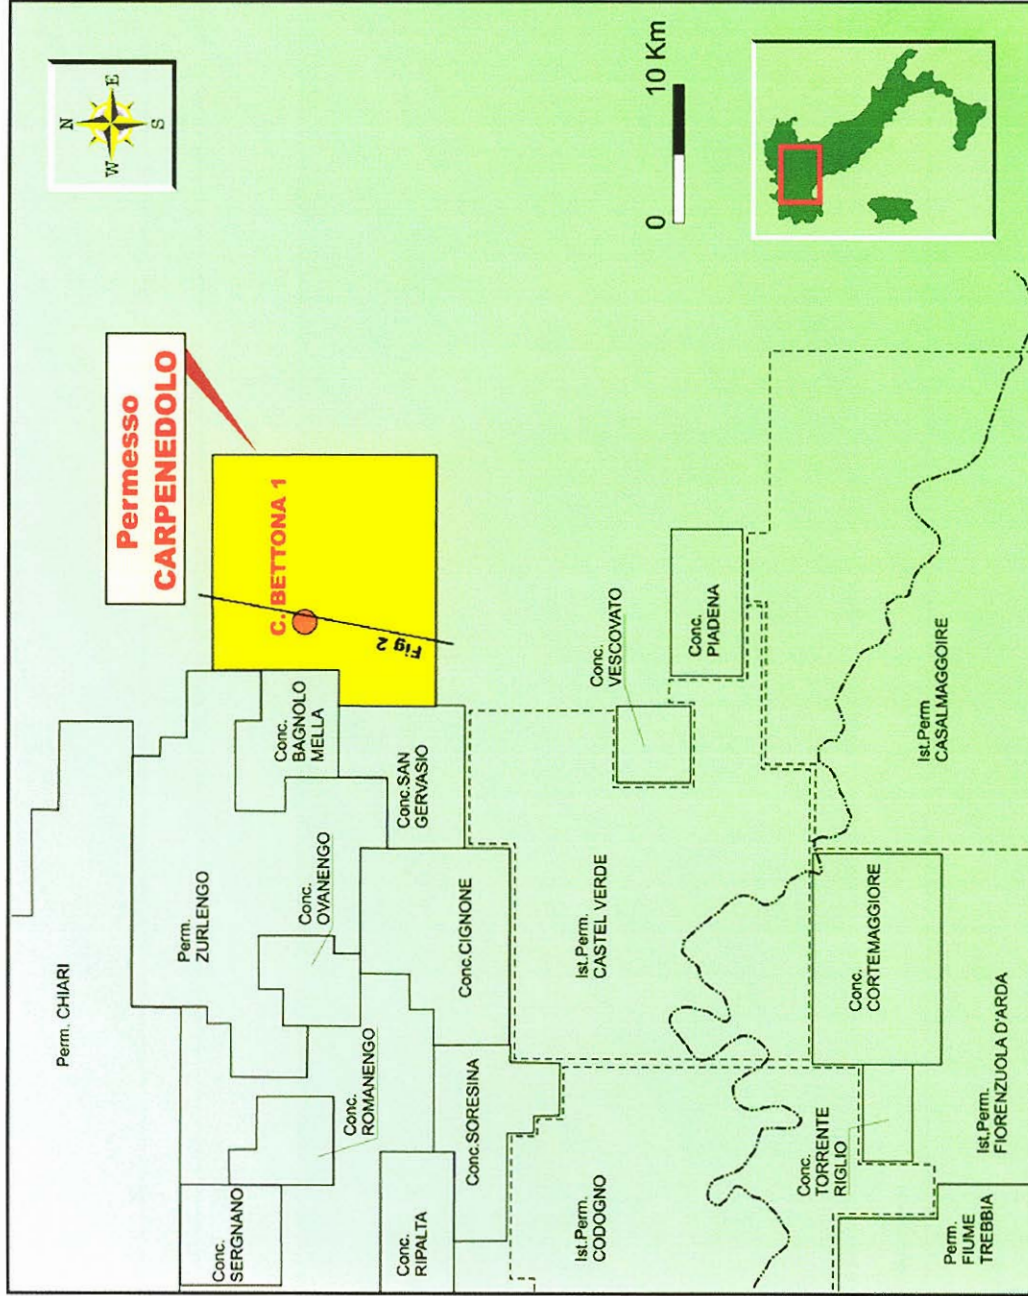 N
W
E
S
Permesso
CARPENEDOLO
C. BETTONA 1
Fig 2
0
10 Km
Perm. CHIARI
Perm.
ZURLENGO
Conc.
BAGNOLO
MELLA
Conc.SAN
GERVASIO
Conc.
OVANENGO
Conc.
ROMANENGO
Conc.
SERGNANO
Conc.
RIPALTA
Conc.SORESINA
Conc.CIGNONE
Conc.
VESCOVATO
Conc.
PIADENA
Ist.Perm.
CASTEL VERDE
Ist.Perm.
CODOGNO
Conc.
TORRENTE
RIGLIO
Conc.
CORTEMAGGIORE
Ist.Perm
CASALMAGGOIRE
Ist.Perm.
FIORENZUOLA D'ARDA
Perm.
FIUME
TREBBIA